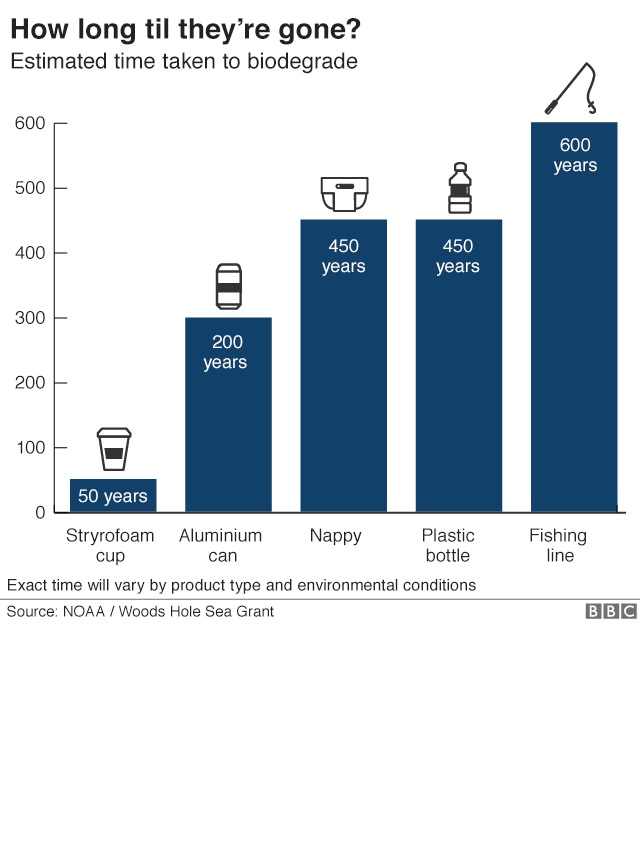 How long til they're gone?
Estimated time taken to biodegrade
600
500
400
300
200
100
0
50 years
200
years
450
years
450
years
600
years
Stryrofoam
cup
Aluminium
can
Nappy
Plastic
bottle
Fishing
line
Exact time will vary by product type and environmental conditions
Source: NOAA / Woods Hole Sea Grant
BBC